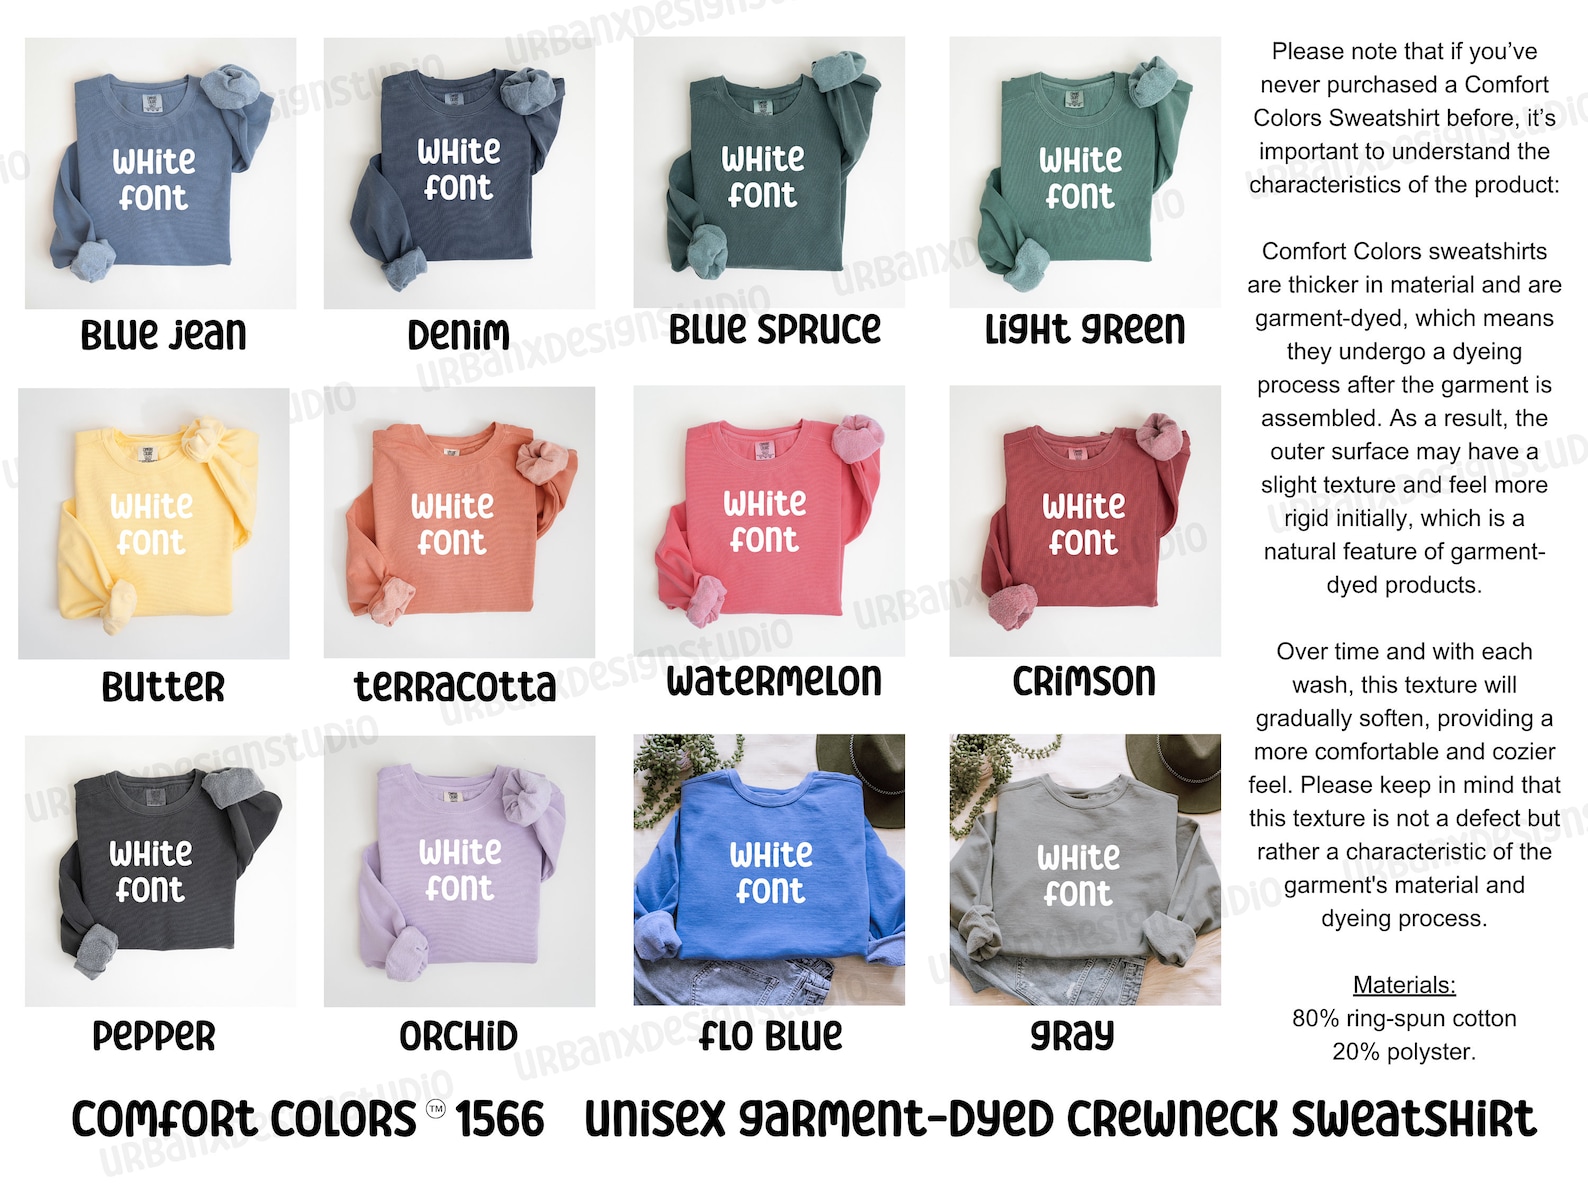 WHite
font
WHite
font
WHite
font
WHite
font
BLUE jEAN
DENiM
BLUE SPRUCE
Light gREEN
WHite
font
WHite
font
WHite
font
WHite
font
BUttER
tERRACOttA
WAtERMELON
CRiMSON
WHite
font
WHite
font
WHite
font
WHite
font
PEPPER
ORCHiD
fLO BLUE
gRAy
COMfORt COLORS ™ 1566 UNiSEX gARMENt-DyED CREWNECK SWEAtSHiRt
Please note that if you’ve
never purchased a Comfort
Colors Sweatshirt before, it’s
important to understand the
characteristics of the product:
Comfort Colors sweatshirts
are thicker in material and are
garment-dyed, which means
they undergo a dyeing
process after the garment is
assembled. As a result, the
outer surface may have a
slight texture and feel more
rigid initially, which is a
natural feature of garment-
dyed products.
Over time and with each
wash, this texture will
gradually soften, providing a
more comfortable and cozier
feel. Please keep in mind that
this texture is not a defect but
rather a characteristic of the
garment's material and
dyeing process.
Materials:
80% ring-spun cotton
20% polyster.
URBANXDESigNStUDiO